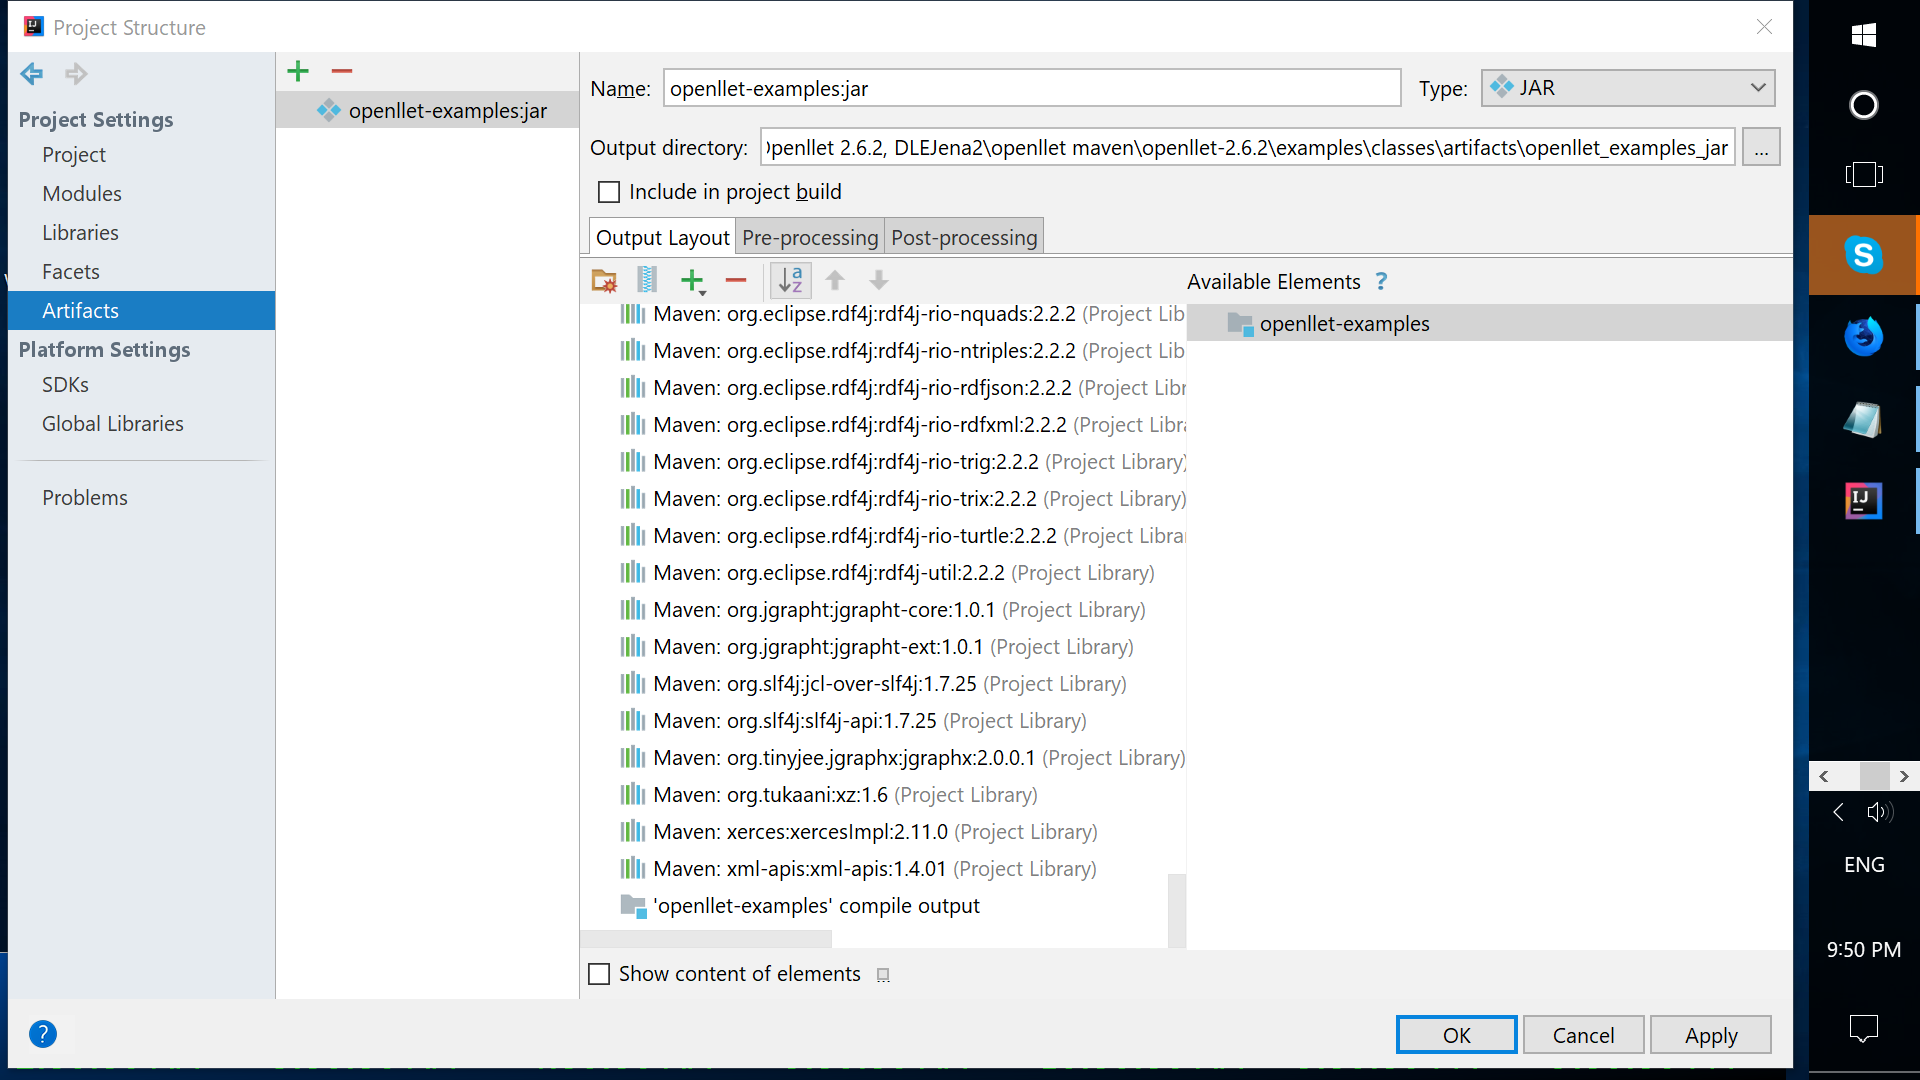 Project Structure
Project Settings
Project
Modules
Libraries
Facets
Artifacts
Platform Settings
SDKs
Global Libraries
Problems
openllet-examples:jar
Name: openllet-examples:jar
Type: JAR
Output directory: Openllet 2.6.2, DLEJena2\openllet maven\openllet-2.6.2\examples\classes\artifacts\openllet_examples_jar
...
Include in project build
Output Layout Pre-processing Post-processing
Available Elements ?
Maven: org.eclipse.rdf4j:rdf4j-rio-nquads:2.2.2 (Project Lib
Maven: org.eclipse.rdf4j:rdf4j-rio-ntriples:2.2.2 (Project Lib
Maven: org.eclipse.rdf4j:rdf4j-rio-rdfjson:2.2.2 (Project Libr
Maven: org.eclipse.rdf4j:rdf4j-rio-rdfxml:2.2.2 (Project Libra
Maven: org.eclipse.rdf4j:rdf4j-rio-trig:2.2.2 (Project Library)
Maven: org.eclipse.rdf4j:rdf4j-rio-trix:2.2.2 (Project Library)
Maven: org.eclipse.rdf4j:rdf4j-rio-turtle:2.2.2 (Project Librar
Maven: org.eclipse.rdf4j:rdf4j-util:2.2.2 (Project Library)
Maven: org.jgrapht:jgrapht-core:1.0.1 (Project Library)
Maven: org.jgrapht:jgrapht-ext:1.0.1 (Project Library)
Maven: org.slf4j:jcl-over-slf4j:1.7.25 (Project Library)
Maven: org.slf4j:slf4j-api:1.7.25 (Project Library)
Maven: org.tinyjee.jgraphx:jgraphx:2.0.0.1 (Project Library)
Maven: org.tukaani:xz:1.6 (Project Library)
Maven: xerces:xercesImpl:2.11.0 (Project Library)
Maven: xml-apis:xml-apis:1.4.01 (Project Library)
'openllet-examples' compile output
openllet-examples
Show content of elements
OK Cancel Apply
ENG
9:50 PM